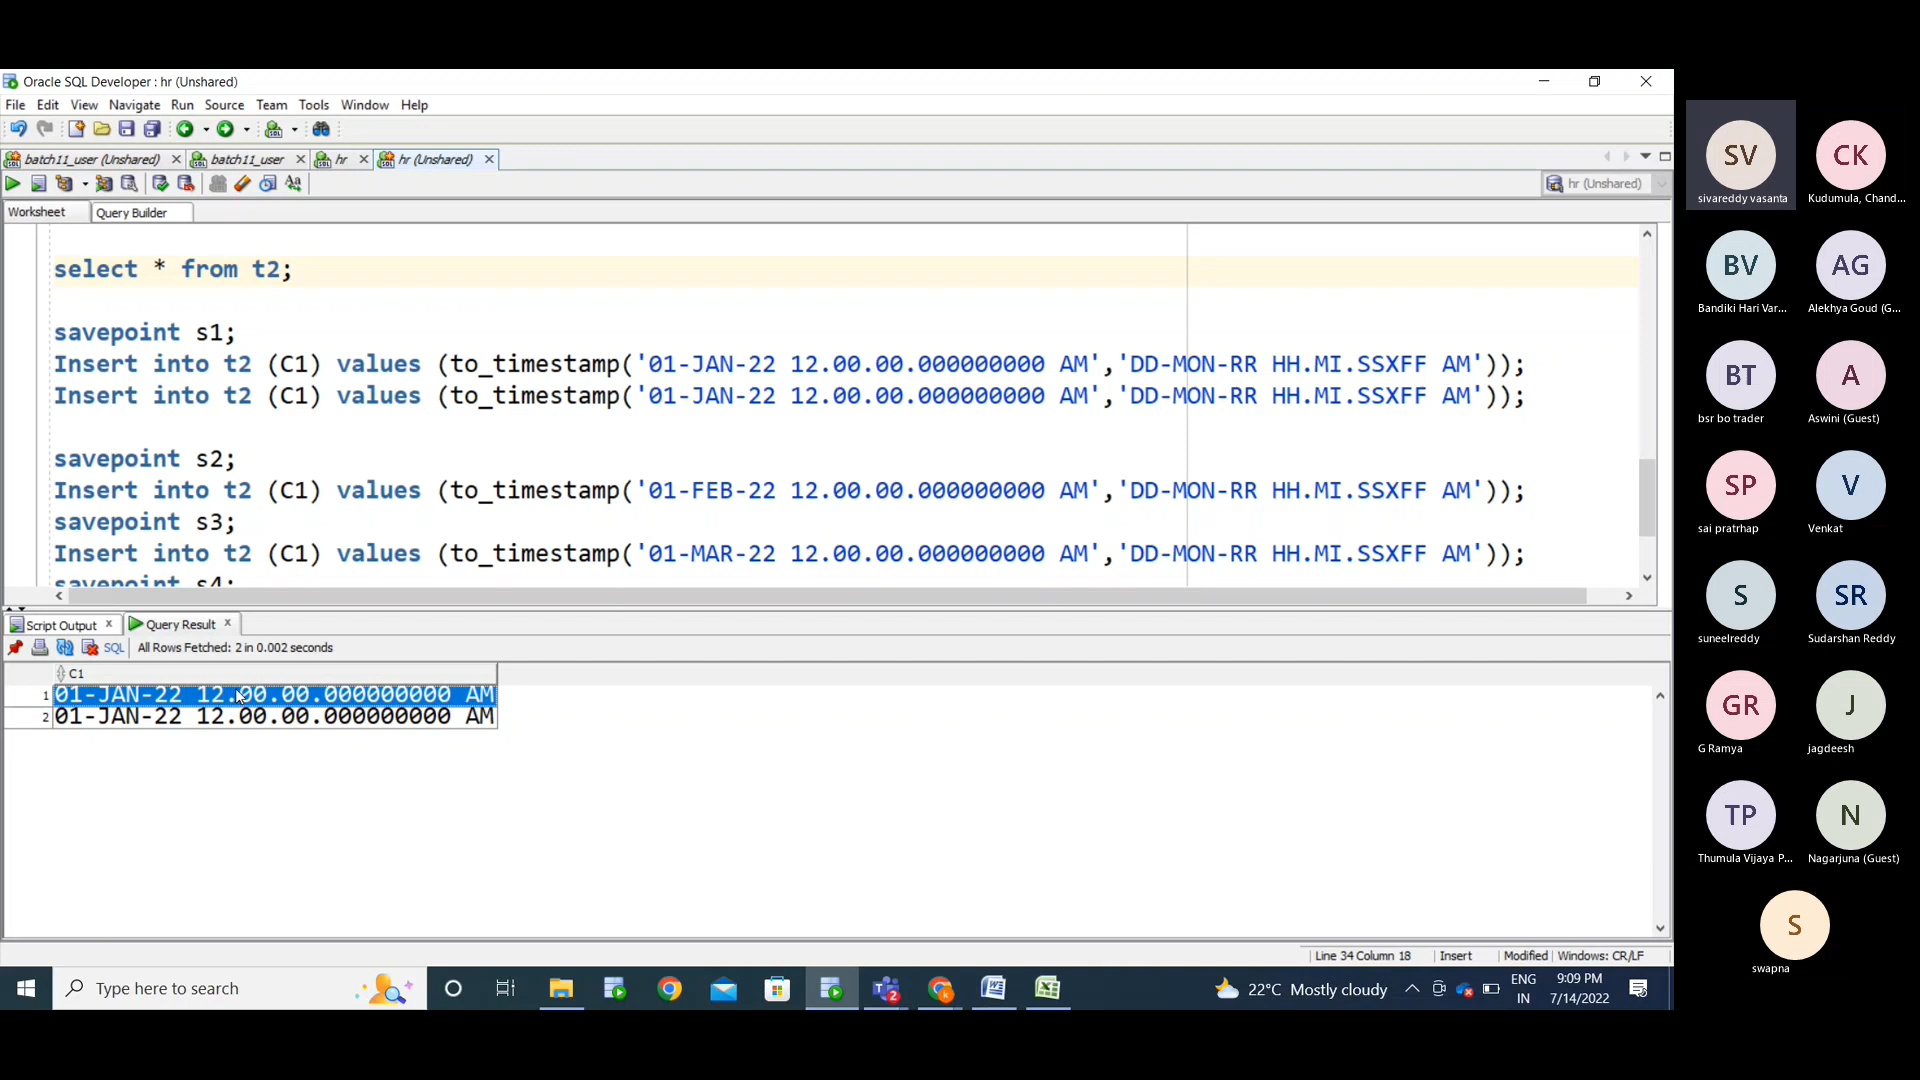 Oracle SQL Developer : hr (Unshared)
File Edit View Navigate Run Source Team Tools Window Help
batch11_user (Unshared) batch11_user hr hr (Unshared)
hr (Unshared)
Worksheet Query Builder
select * from t2;
savepoint s1;
Insert into t2 (C1) values (to_timestamp('01-JAN-22 12.00.00.000000000 AM','DD-MON-RR HH.MI.SSXFF AM'));
Insert into t2 (C1) values (to_timestamp('01-JAN-22 12.00.00.000000000 AM','DD-MON-RR HH.MI.SSXFF AM'));
savepoint s2;
Insert into t2 (C1) values (to_timestamp('01-FEB-22 12.00.00.000000000 AM','DD-MON-RR HH.MI.SSXFF AM'));
savepoint s3;
Insert into t2 (C1) values (to_timestamp('01-MAR-22 12.00.00.000000000 AM','DD-MON-RR HH.MI.SSXFF AM'));
savepoint s4;
Script Output Query Result
SQL All Rows Fetched: 2 in 0.002 seconds
C1
1 01-JAN-22 12.00.00.000000000 AM
2 01-JAN-22 12.00.00.000000000 AM
Line 34 Column 18 Insert Modified Windows: CR/LF
Type here to search
2
22°C Mostly cloudy
ENG
IN
9:09 PM
7/14/2022
SV CK
sivareddy vasanta Kudumula, Chand...
BV AG
Bandiki Hari Var... Alekhya Goud (G...
BT A
bsr bo trader Aswini (Guest)
SP V
sai pratrhap Venkat
S SR
suneelreddy Sudarshan Reddy
GR J
G Ramya jagdeesh
TP N
Thumula Vijaya P... Nagarjuna (Guest)
S
swapna